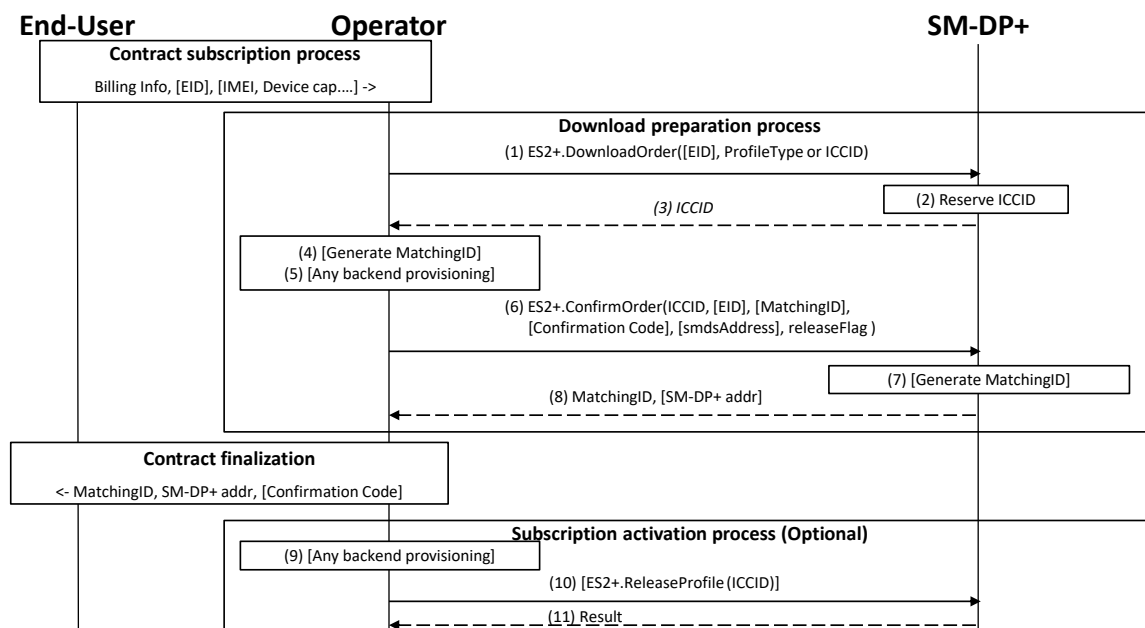 End-User
Operator
SM-DP+
Contract subscription process
Billing Info, [EID], [IMEI, Device cap....] ->
Download preparation process
(1) ES2+.DownloadOrder([EID], ProfileType or ICCID)
(2) Reserve ICCID
(3) ICCID
(4) [Generate MatchingID]
(5) [Any backend provisioning]
(6) ES2+.ConfirmOrder(ICCID, [EID], [MatchingID],
[Confirmation Code], [smdsAddress], releaseFlag )
(7) [Generate MatchingID]
(8) MatchingID, [SM-DP+ addr]
Contract finalization
<- MatchingID, SM-DP+ addr, [Confirmation Code]
Subscription activation process (Optional)
(9) [Any backend provisioning]
(10) [ES2+.ReleaseProfile(ICCID)]
(11) Result